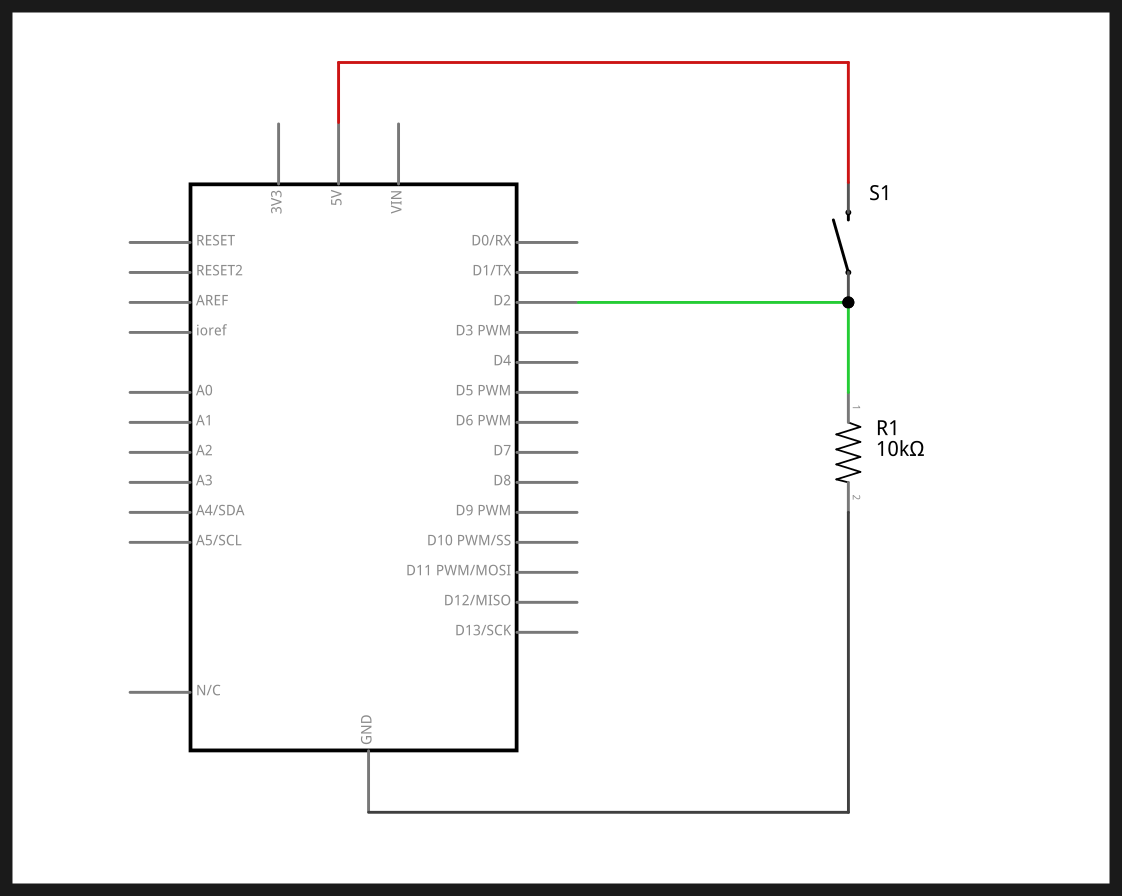 3V3
5V
VIN
S1
RESET
RESET2
AREF
ioref
A0
A1
A2
A3
A4/SDA
A5/SCL
N/C
D0/RX
D1/TX
D2
D3 PWM
D4
D5 PWM
D6 PWM
D7
D8
D9 PWM
D10 PWM/SS
D11 PWM/MOSI
D12/MISO
D13/SCK
GND
1
R1
10kΩ
2